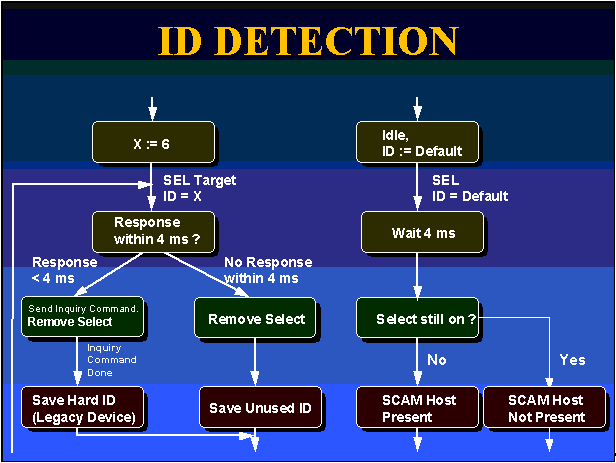 ID DETECTION
X := 6
SEL Target
ID = X
Response
within 4 ms ?
Response
< 4 ms
No Response
within 4 ms
Send Inquiry Command.
Remove Select
Remove Select
Inquiry
Command
Done
Save Hard ID
(Legacy Device)
Save Unused ID
Idle,
ID := Default
SEL
ID = Default
Wait 4 ms
Select still on ?
No
Yes
SCAM Host
Present
SCAM Host
Not Present